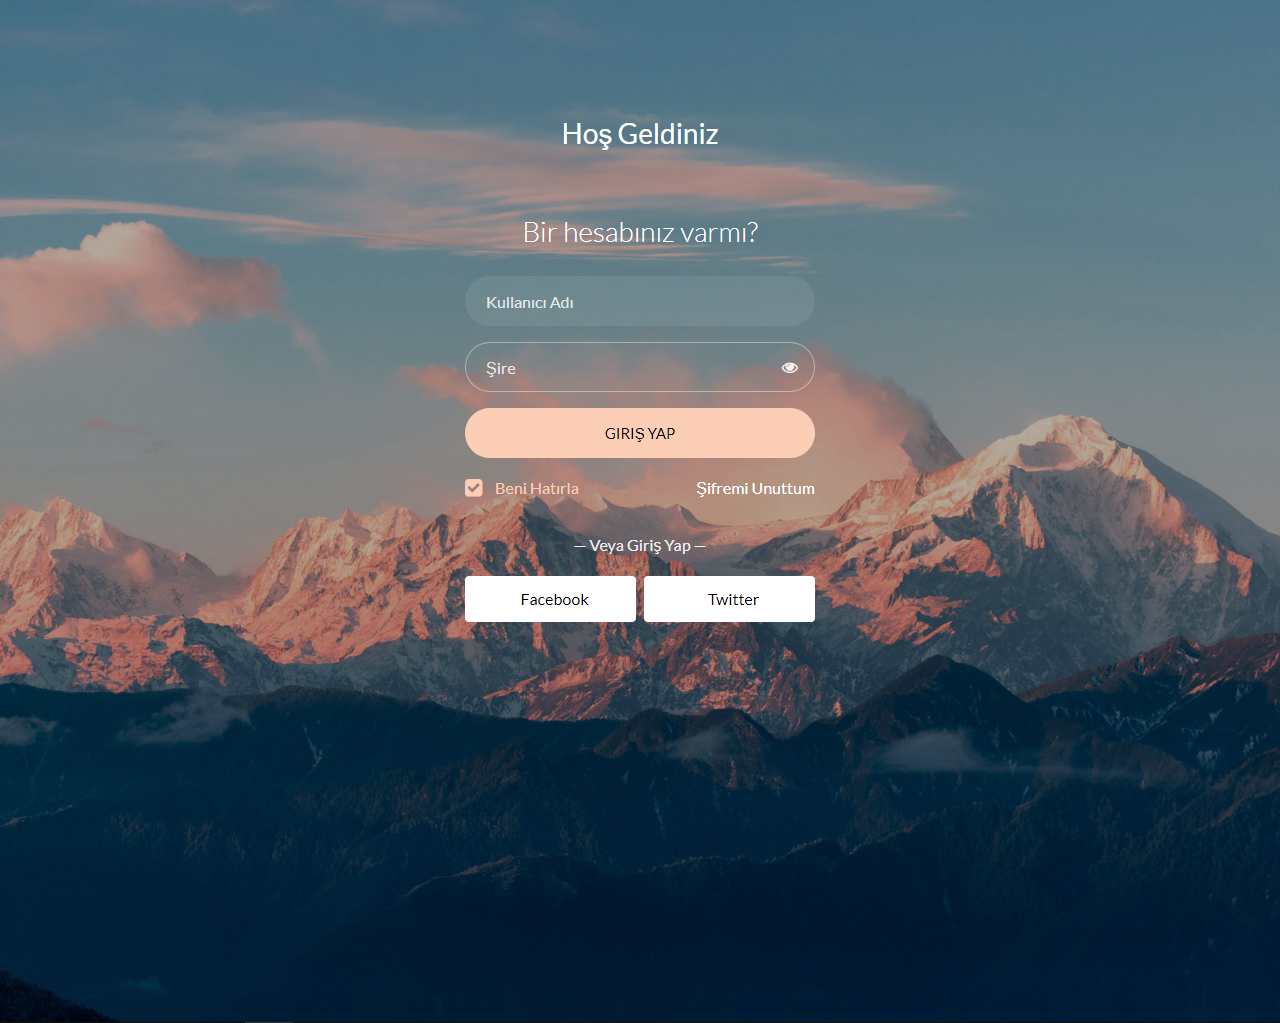 Hoş Geldiniz
Bir hesabınız varmı?
Kullanıcı Adı
Şire
GIRIŞ YAP
Beni Hatırla Şifremi Unuttum
— Veya Giriş Yap —
Facebook Twitter